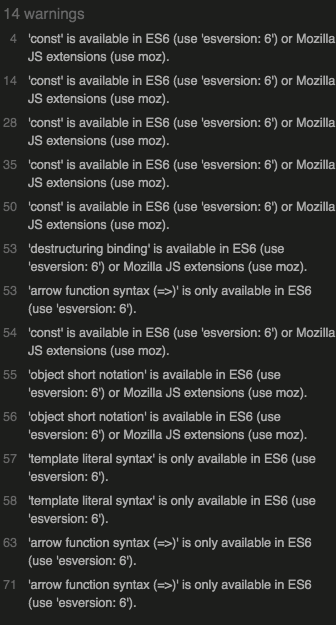 14 warnings
4 'const' is available in ES6 (use 'esversion: 6') or Mozilla
JS extensions (use moz).
14 'const' is available in ES6 (use 'esversion: 6') or Mozilla
JS extensions (use moz).
28 'const' is available in ES6 (use 'esversion: 6') or Mozilla
JS extensions (use moz).
35 'const' is available in ES6 (use 'esversion: 6') or Mozilla
JS extensions (use moz).
50 'const' is available in ES6 (use 'esversion: 6') or Mozilla
JS extensions (use moz).
53 'destructuring binding' is available in ES6 (use
'esversion: 6') or Mozilla JS extensions (use moz).
53 'arrow function syntax (=>)' is only available in ES6
(use 'esversion: 6').
54 'const' is available in ES6 (use 'esversion: 6') or Mozilla
JS extensions (use moz).
55 'object short notation' is available in ES6 (use
'esversion: 6') or Mozilla JS extensions (use moz).
56 'object short notation' is available in ES6 (use
'esversion: 6') or Mozilla JS extensions (use moz).
57 'template literal syntax' is only available in ES6 (use
'esversion: 6').
58 'template literal syntax' is only available in ES6 (use
'esversion: 6').
63 'arrow function syntax (=>)' is only available in ES6
(use 'esversion: 6').
71 'arrow function syntax (=>)' is only available in ES6
(use 'esversion: 6').